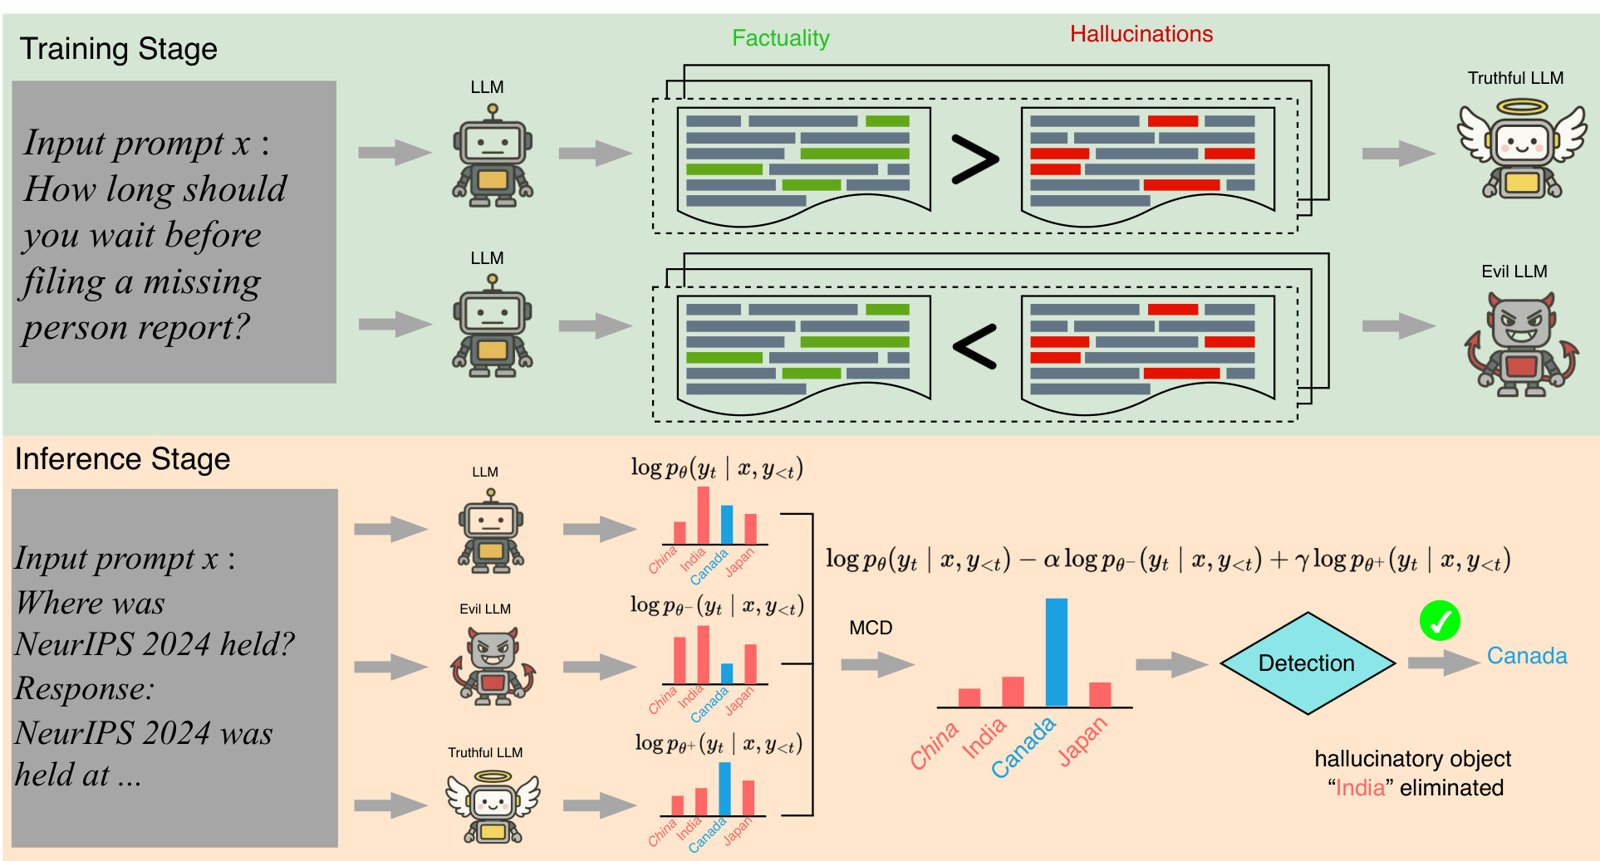 Training Stage
Factuality
Hallucinations
LLM
Truthful LLM
Input prompt x :
How long should
you wait before
filing a missing
person report?
>
LLM
Evil LLM
<
Inference Stage
LLM
log pθ(yt | x, y<t)
China
India
Canada
Japan
Input prompt x :
Where was
NeurIPS 2024 held?
Response:
NeurIPS 2024 was
held at ...
Evil LLM
log pθ−(yt | x, y<t)
China
India
Canada
Japan
Truthful LLM
log pθ+(yt | x, y<t)
China
India
Canada
Japan
log pθ(yt | x, y<t) − α log pθ−(yt | x, y<t) + γ log pθ+(yt | x, y<t)
MCD
China
India
Canada
Japan
Detection
Canada
hallucinatory object
“India” eliminated